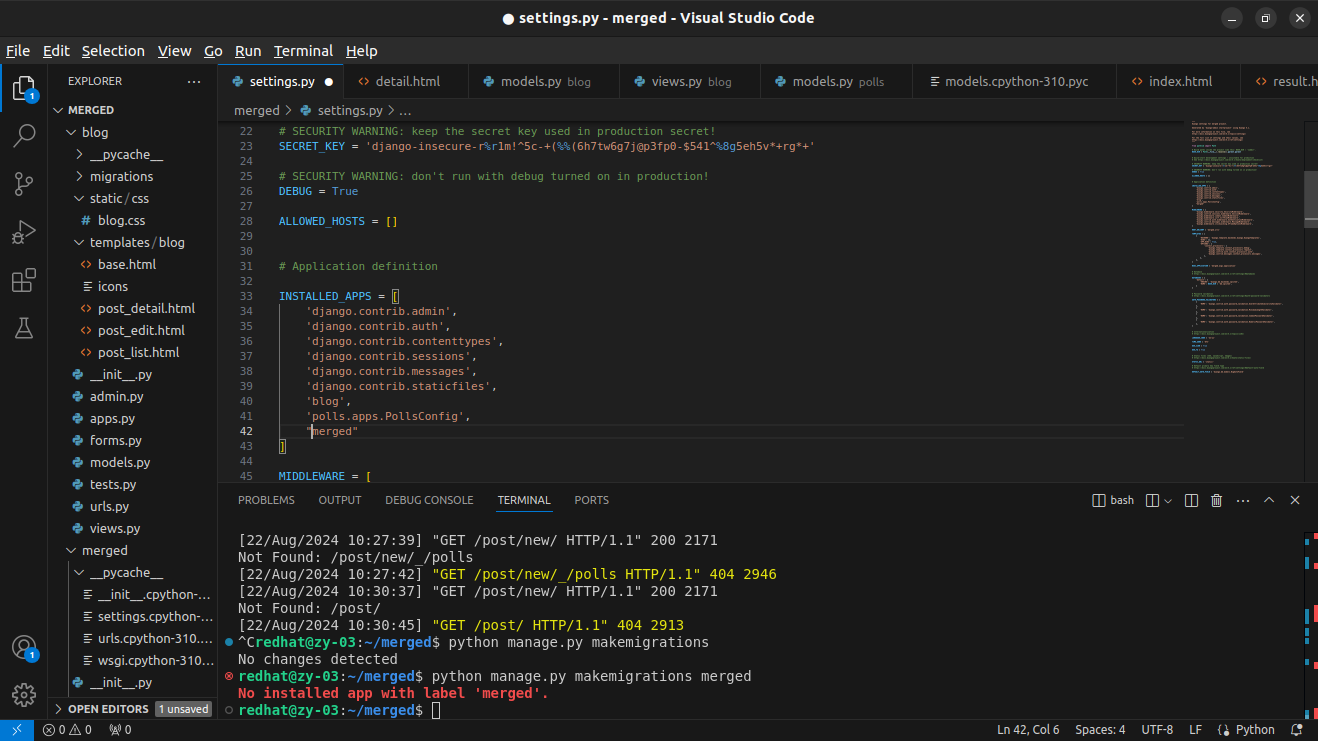 ● settings.py - merged - Visual Studio Code
File Edit Selection View Go Run Terminal Help
EXPLORER ···
settings.py ●
detail.html
models.py blog
views.py blog
models.py polls
models.cpython-310.pyc
index.html
result.h
merged > settings.py > ...
1
MERGED
blog
__pycache__
migrations
static/css
# blog.css
templates/blog
<> base.html
icons
<> post_detail.html
<> post_edit.html
<> post_list.html
__init__.py
admin.py
apps.py
forms.py
models.py
tests.py
urls.py
views.py
merged
__pycache__
__init__.cpython-...
settings.cpython-...
urls.cpython-310....
wsgi.cpython-310...
__init__.py
OPEN EDITORS 1 unsaved
1
22 # SECURITY WARNING: keep the secret key used in production secret!
23 SECRET_KEY = 'django-insecure-r%r1m!^5c-+(%%(6h7tw6g7j@p3fp0-$541^%8g5eh5v*+rg*+'
24
25 # SECURITY WARNING: don't run with debug turned on in production!
26 DEBUG = True
27
28 ALLOWED_HOSTS = []
29
30
31 # Application definition
32
33 INSTALLED_APPS = [
34 'django.contrib.admin',
35 'django.contrib.auth',
36 'django.contrib.contenttypes',
37 'django.contrib.sessions',
38 'django.contrib.messages',
39 'django.contrib.staticfiles',
40 'blog',
41 'polls.apps.PollsConfig',
42 "merged"
43 ]
44
45 MIDDLEWARE = [
PROBLEMS OUTPUT DEBUG CONSOLE TERMINAL PORTS
bash
[22/Aug/2024 10:27:39] "GET /post/new/ HTTP/1.1" 200 2171
Not Found: /post/new/_/polls
[22/Aug/2024 10:27:42] "GET /post/new/_/polls HTTP/1.1" 404 2946
[22/Aug/2024 10:30:37] "GET /post/new/ HTTP/1.1" 200 2171
Not Found: /post/
[22/Aug/2024 10:30:45] "GET /post/ HTTP/1.1" 404 2913
^Credhat@zy-03:~/merged$ python manage.py makemigrations
No changes detected
redhat@zy-03:~/merged$ python manage.py makemigrations merged
No installed app with label 'merged'.
redhat@zy-03:~/merged$
0 0 0
Ln 42, Col 6 Spaces: 4 UTF-8 LF Python